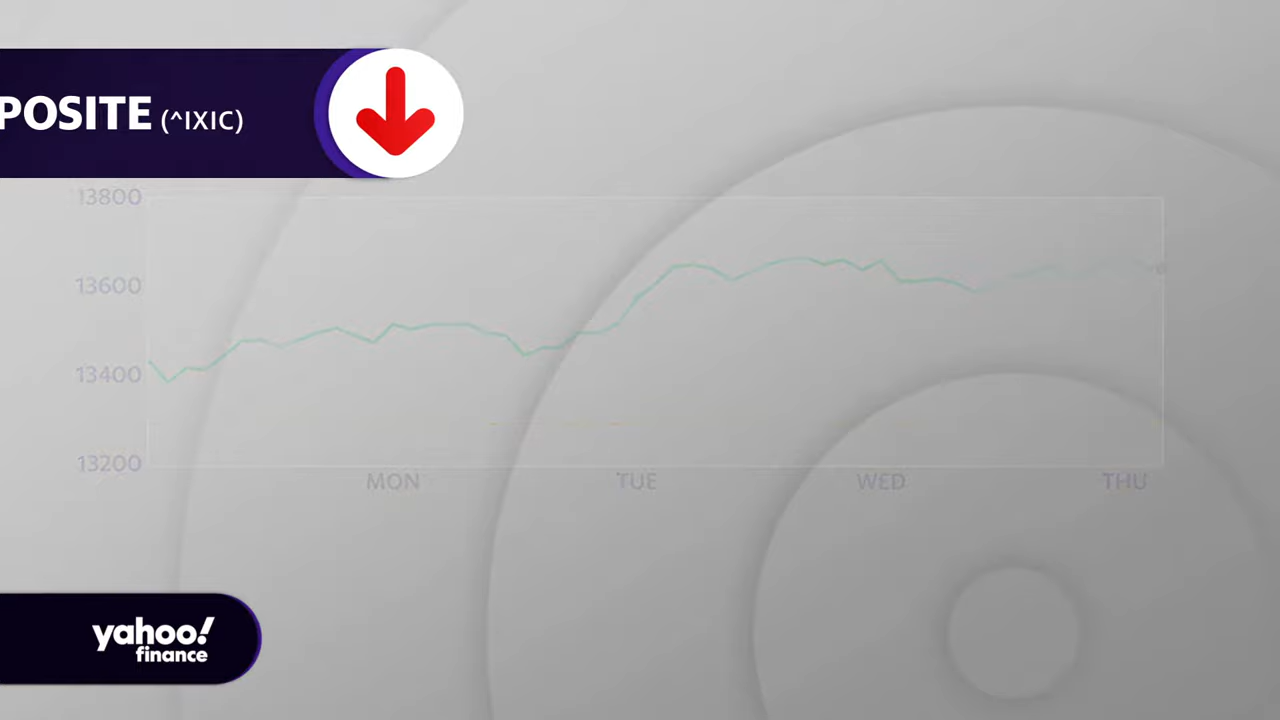 POSITE (^IXIC)
13800
13600
13400
13200
MON TUE WED THU
yahoo!
finance